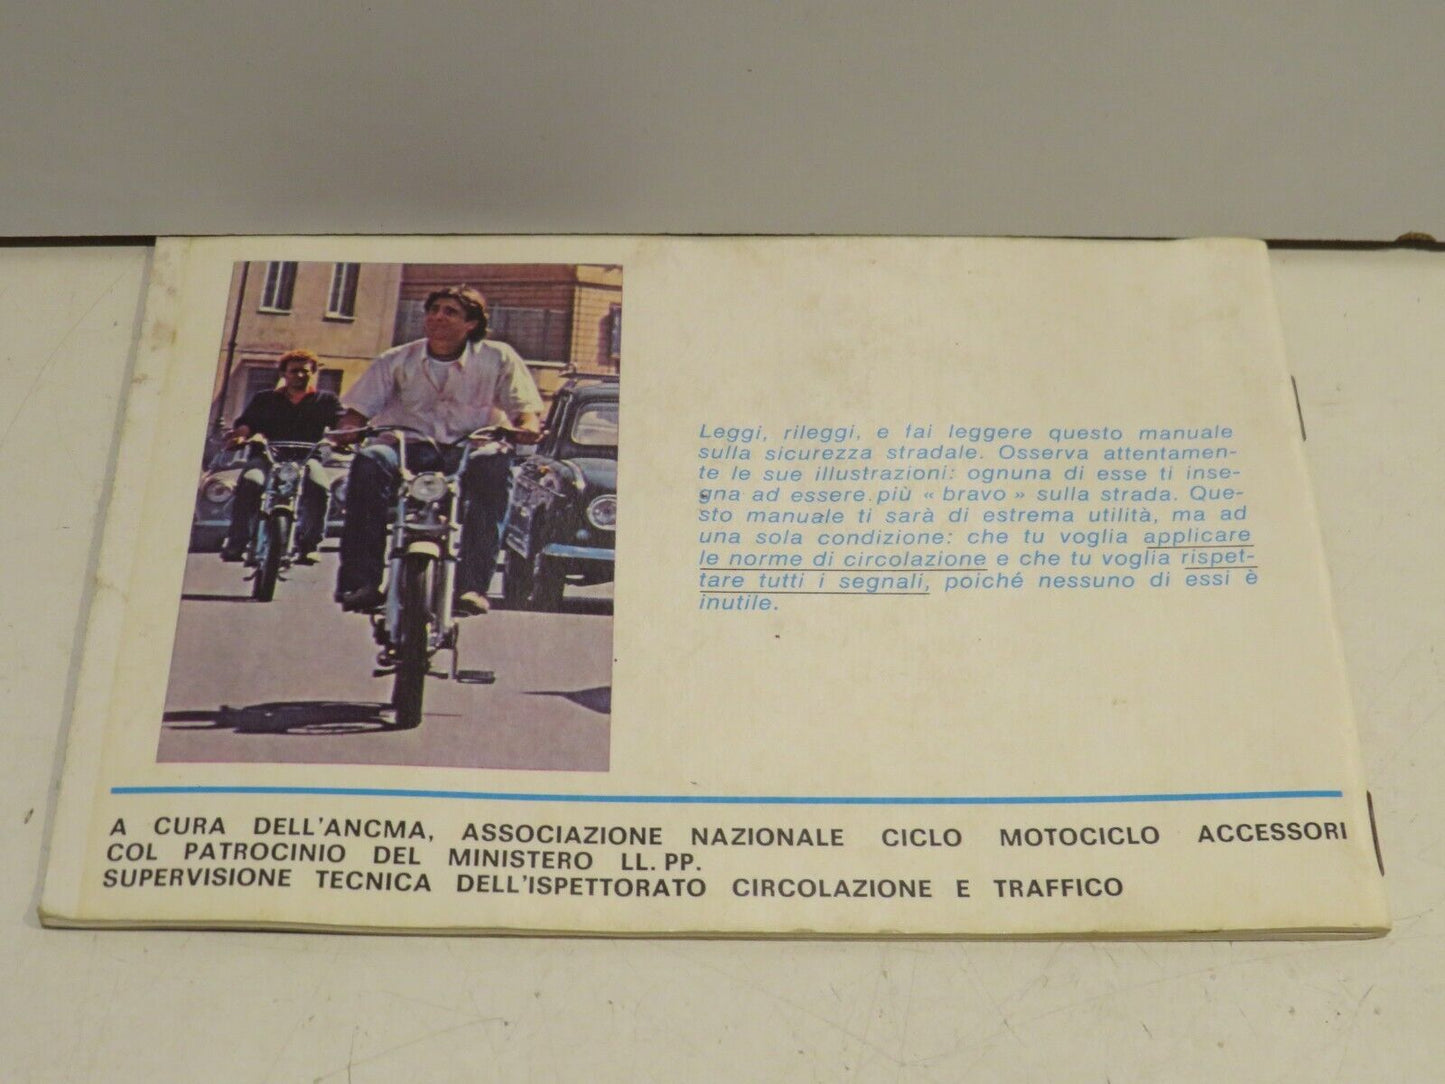 Leggi, rileggi, e fai leggere questo manuale
sulla sicurezza stradale. Osserva attentamen-
te le sue illustrazioni: ognuna di esse ti inse-
gna ad essere più « bravo » sulla strada. Que-
sto manuale ti sarà di estrema utilità, ma ad
una sola condizione: che tu voglia applicare
le norme di circolazione e che tu voglia rispet-
tare tutti i segnali, poiché nessuno di essi è
inutile.
A CURA DELL'ANCMA, ASSOCIAZIONE NAZIONALE CICLO MOTOCICLO ACCESSORI
COL PATROCINIO DEL MINISTERO LL. PP.
SUPERVISIONE TECNICA DELL'ISPETTORATO CIRCOLAZIONE E TRAFFICO